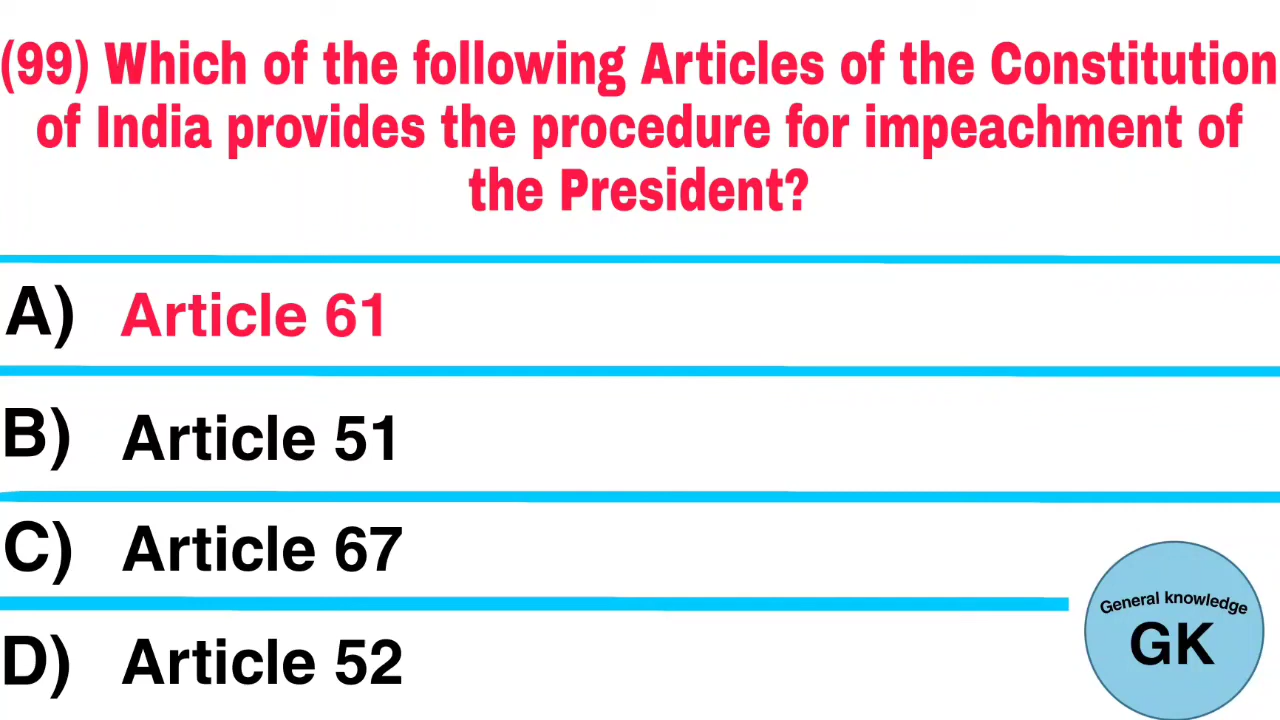 (99) Which of the following Articles of the Constitution
of India provides the procedure for impeachment of
the President?
A) Article 61
B) Article 51
C) Article 67
D) Article 52
General knowledge
GK